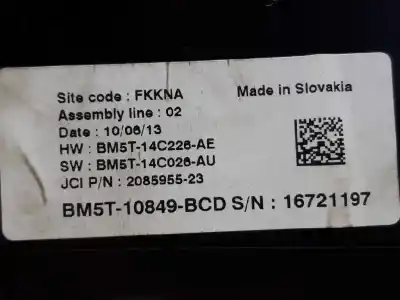 Site code : FKKNA
Made in Slovakia
Assembly line : 02
Date : 10/06/13
HW : BM5T-14C226-AE
SW : BM5T-14C026-AU
JCI P/N : 2085955-23
BM5T-10849-BCD S/N : 16721197